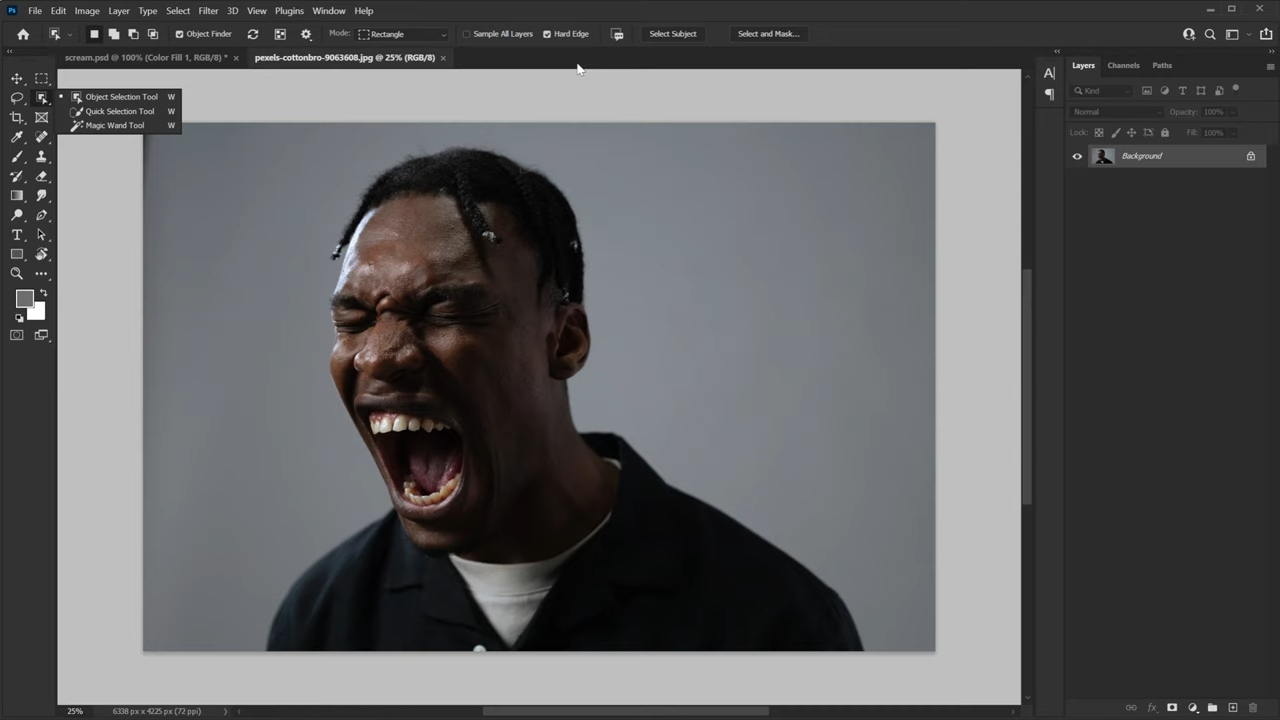 Ps File Edit Image Layer Type Select Filter 3D View Plugins Window Help
Object Finder Mode: Rectangle Sample All Layers Hard Edge Select Subject Select and Mask...
scream.psd @ 100% (Color Fill 1, RGB/8) * × pexels-cottonbro-9063608.jpg @ 25% (RGB/8) ×
Layers Channels Paths
Kind
Normal Opacity: 100%
Lock: Fill: 100%
Background
Object Selection Tool W
Quick Selection Tool W
Magic Wand Tool W
25% 6338 px x 4225 px (72 ppi)